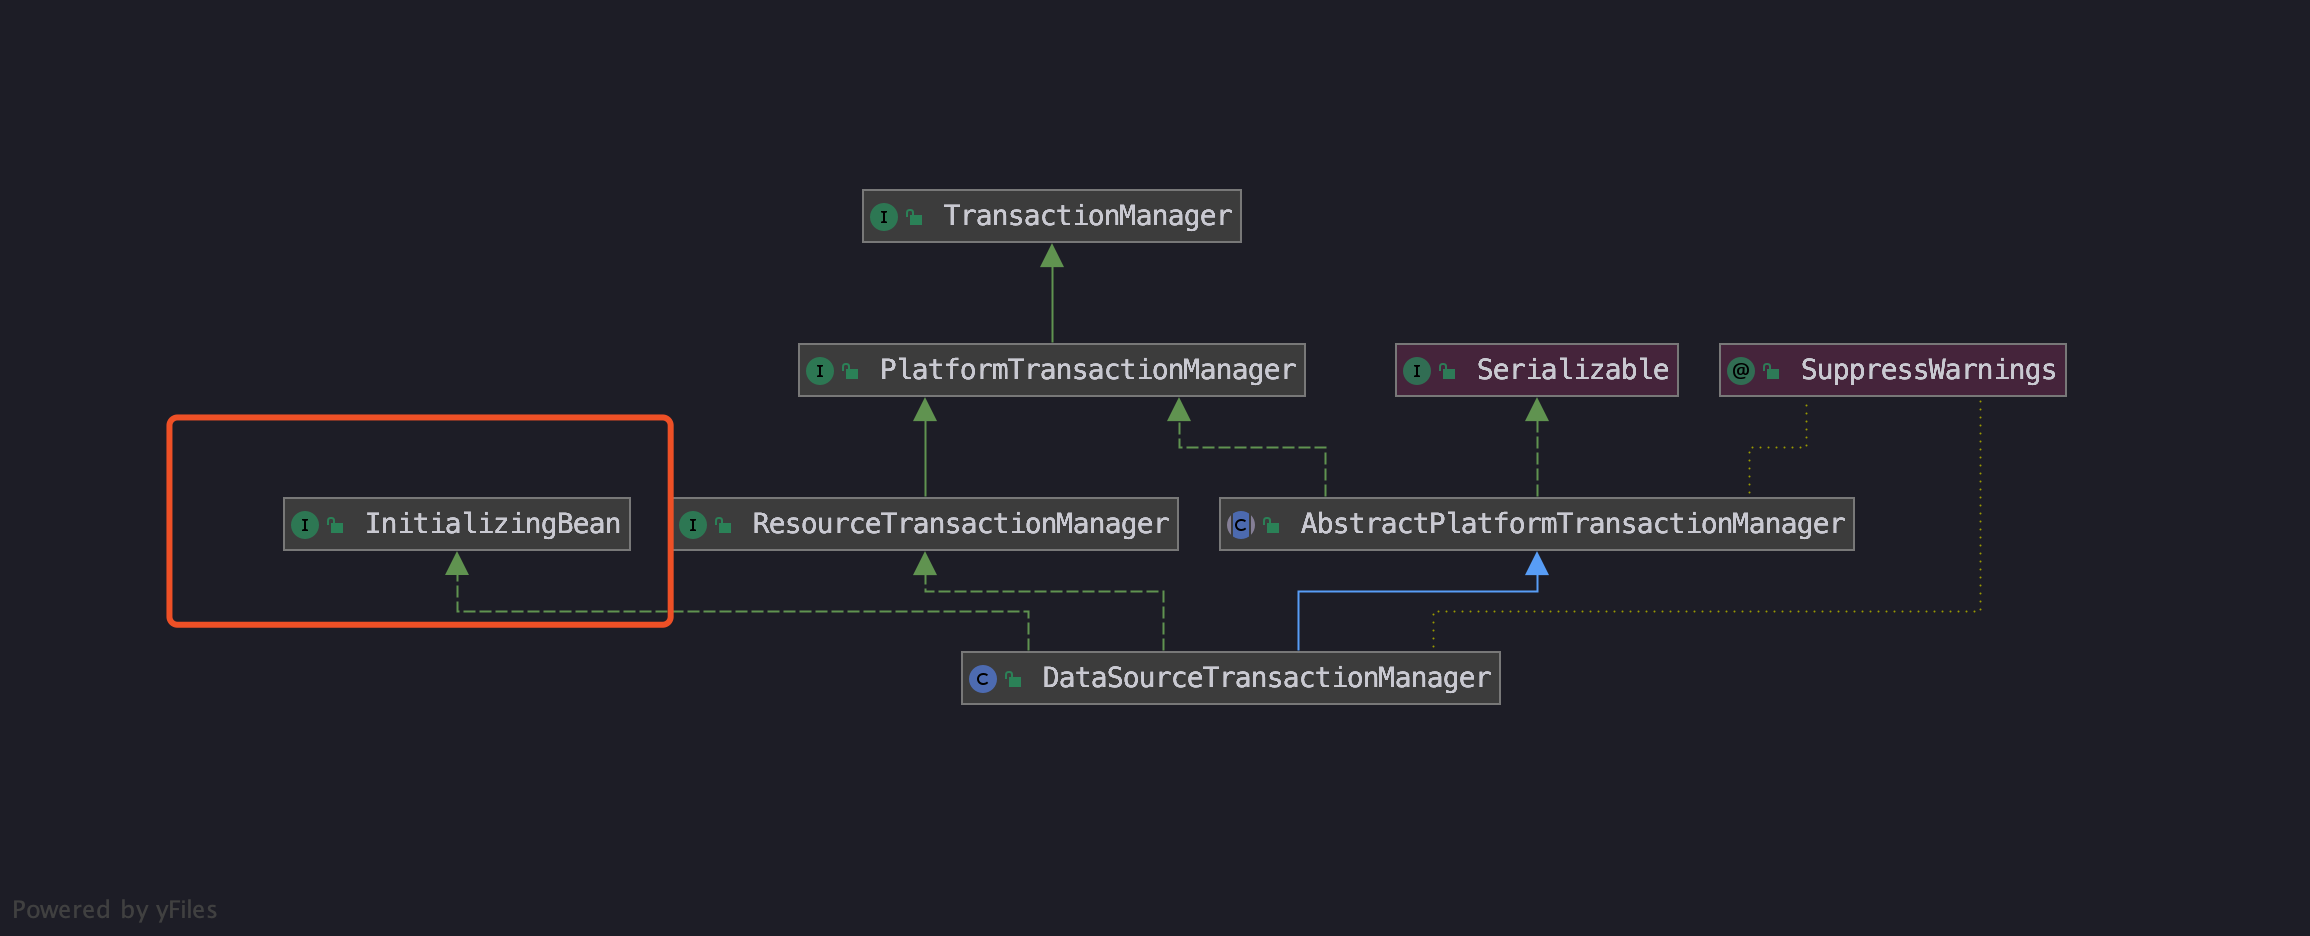 I TransactionManager
I PlatformTransactionManager
I Serializable
@ SuppressWarnings
I InitializingBean
I ResourceTransactionManager
C AbstractPlatformTransactionManager
C DataSourceTransactionManager
Powered by yFiles